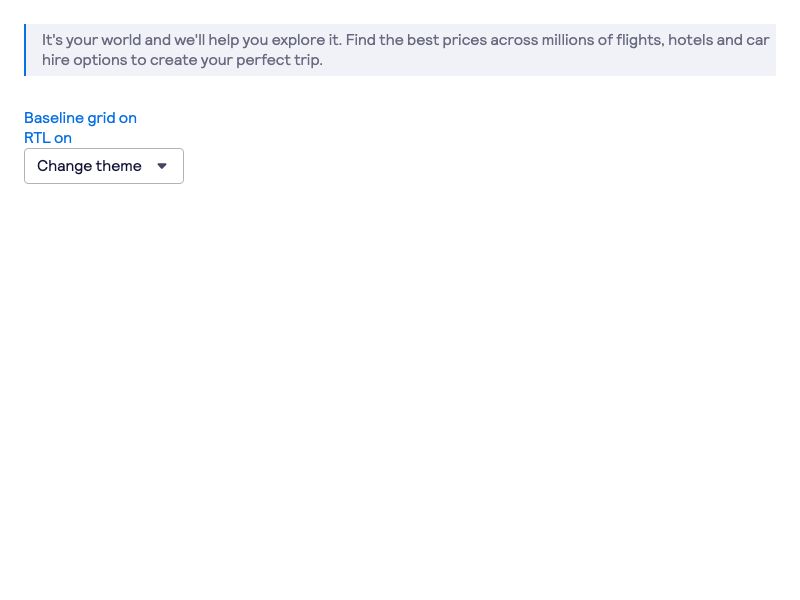 It's your world and we'll help you explore it. Find the best prices across millions of flights, hotels and car
hire options to create your perfect trip.
Baseline grid on
RTL on
Change theme